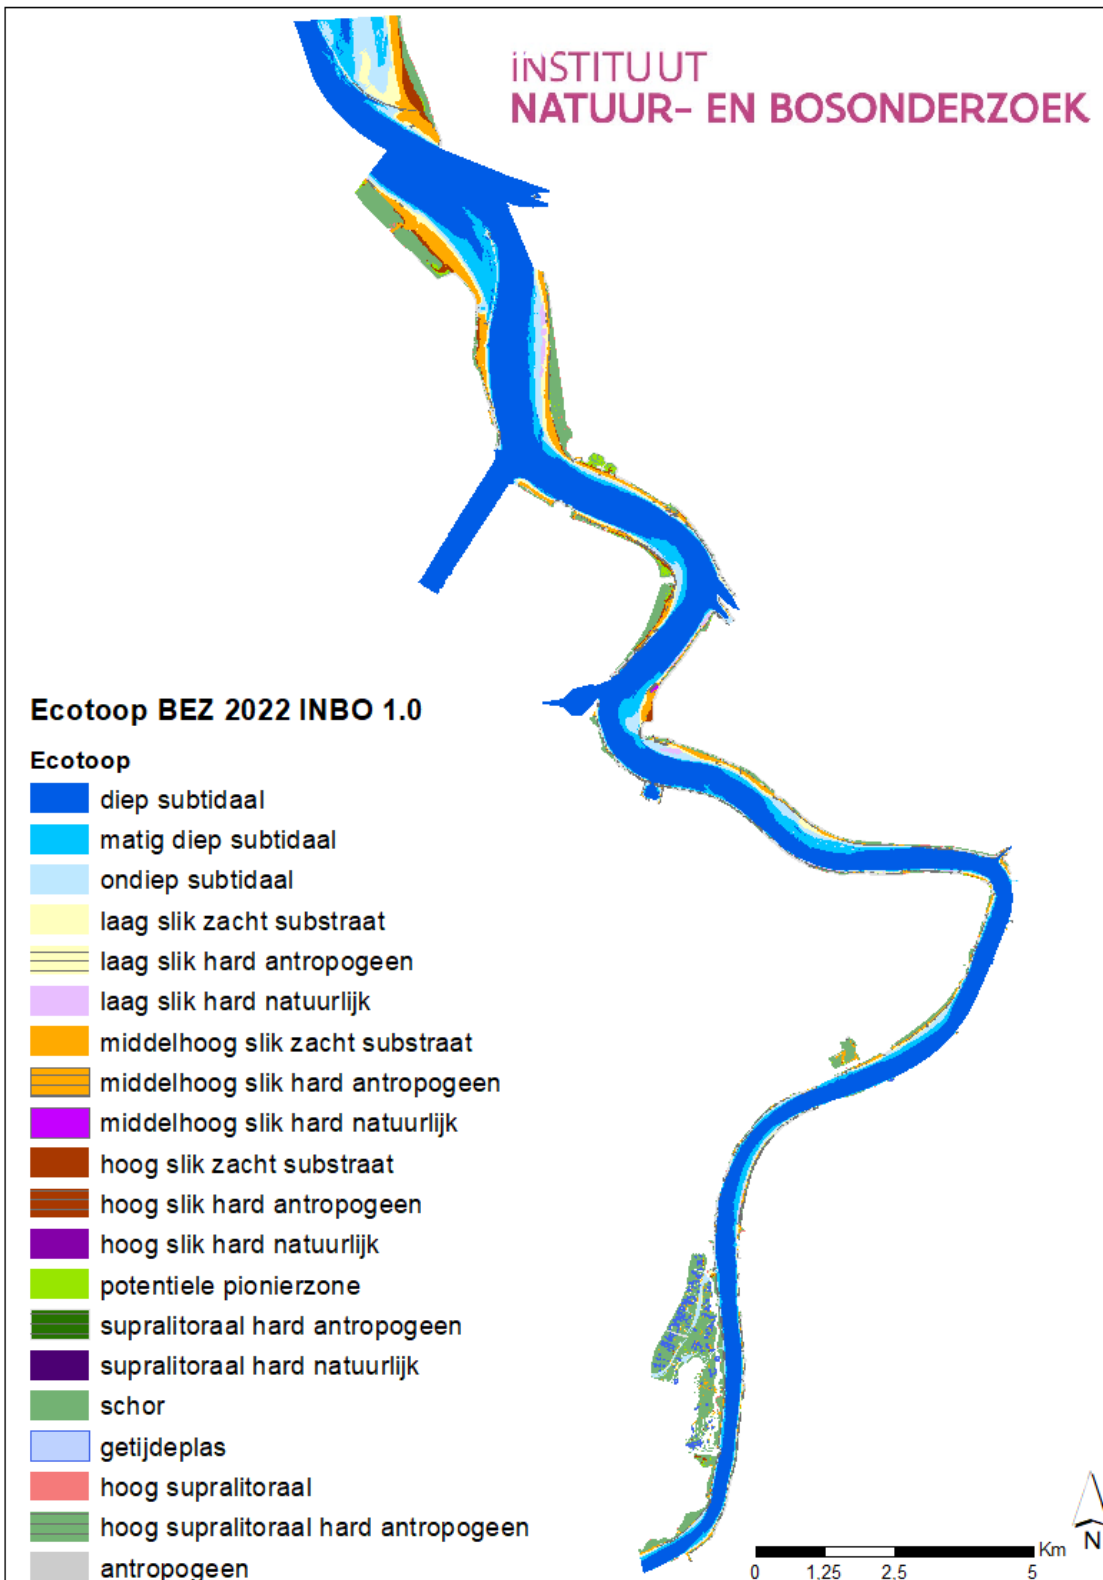 INSTITUUT
NATUUR- EN BOSONDERZOEK
Ecotoop BEZ 2022 INBO 1.0
Ecotoop
diep subtidaal
matig diep subtidaal
ondiep subtidaal
laag slik zacht substraat
laag slik hard antropogeen
laag slik hard natuurlijk
middelhoog slik zacht substraat
middelhoog slik hard antropogeen
middelhoog slik hard natuurlijk
hoog slik zacht substraat
hoog slik hard antropogeen
hoog slik hard natuurlijk
potentiele pionierzone
supralitoraal hard antropogeen
supralitoraal hard natuurlijk
schor
getijdeplas
hoog supralitoraal
hoog supralitoraal hard antropogeen
antropogeen
N
Km
0 1,25 2,5 5